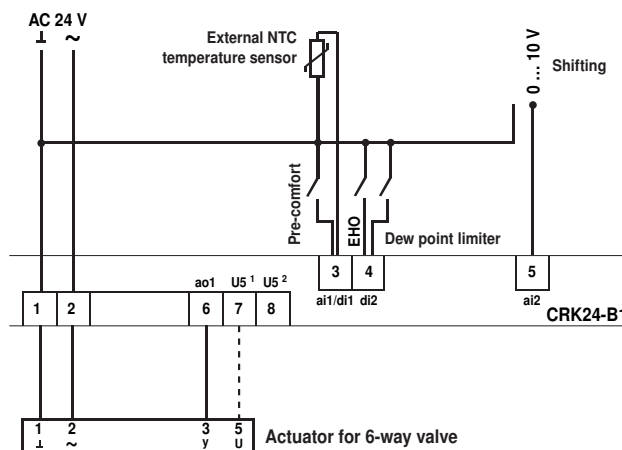 AC 24 V
⊥ ~
External NTC
temperature sensor
0 ... 10 V
Shifting
Pre-comfort
EHO
Dew point limiter
ao1 U5 1 U5 2
3 4 5
1 2 6 7 8
ai1/di1 di2 ai2
CRK24-B1
1 2 3 5
⊥ ~ y U
Actuator for 6-way valve